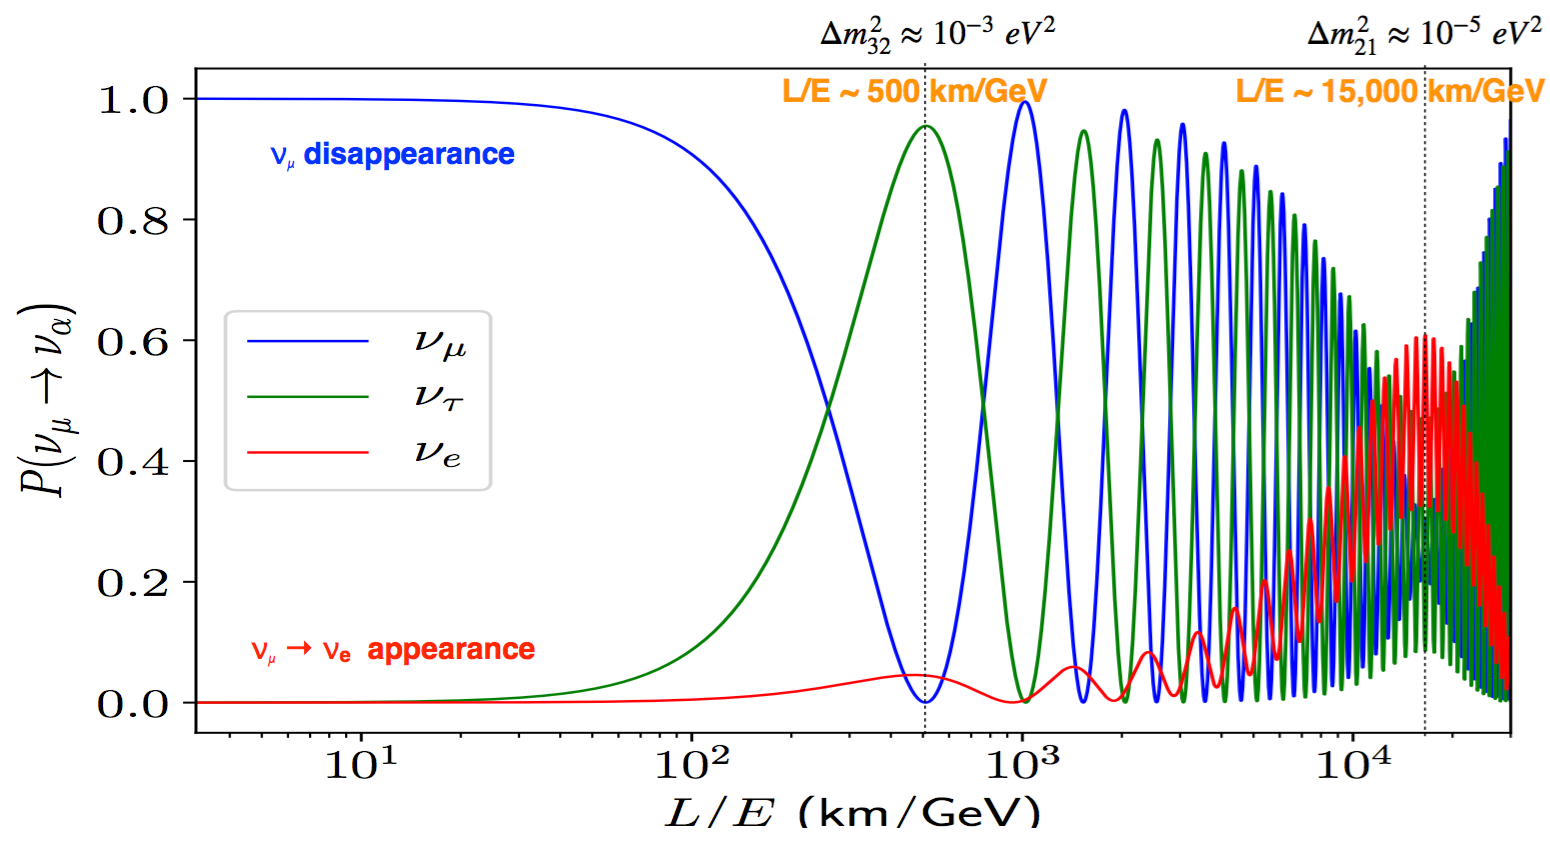 Δm²₃₂ ≈ 10⁻³ eV² Δm²₂₁ ≈ 10⁻⁵ eV²
L/E ~ 500 km/GeV L/E ~ 15,000 km/GeV
1.0
νμ disappearance
0.8
0.6
νμ
ντ
νe
0.4
0.2
νμ → νe appearance
0.0
P(νμ → να)
10¹ 10² 10³ 10⁴
L/E (km/GeV)